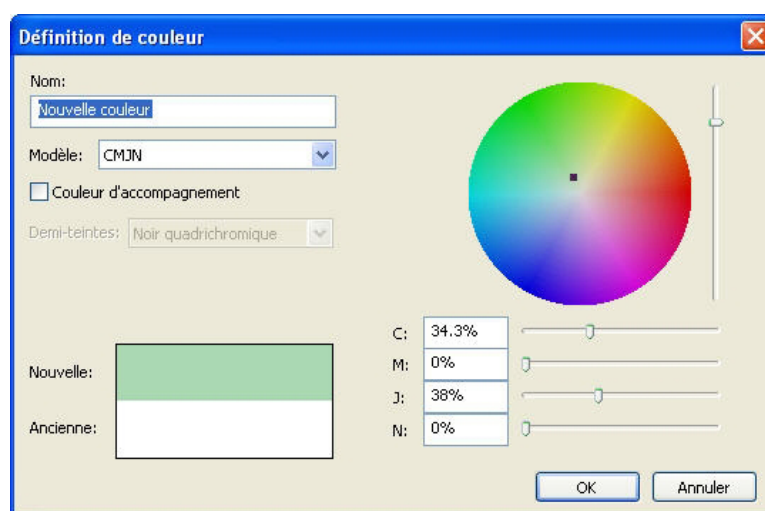 Définition de couleur
Nom:
Nouvelle couleur
Modèle: CMJN
Couleur d'accompagnement
Demi-teintes: Noir quadrichromique
C: 34.3%
M: 0%
J: 38%
N: 0%
Nouvelle:
Ancienne:
OK Annuler